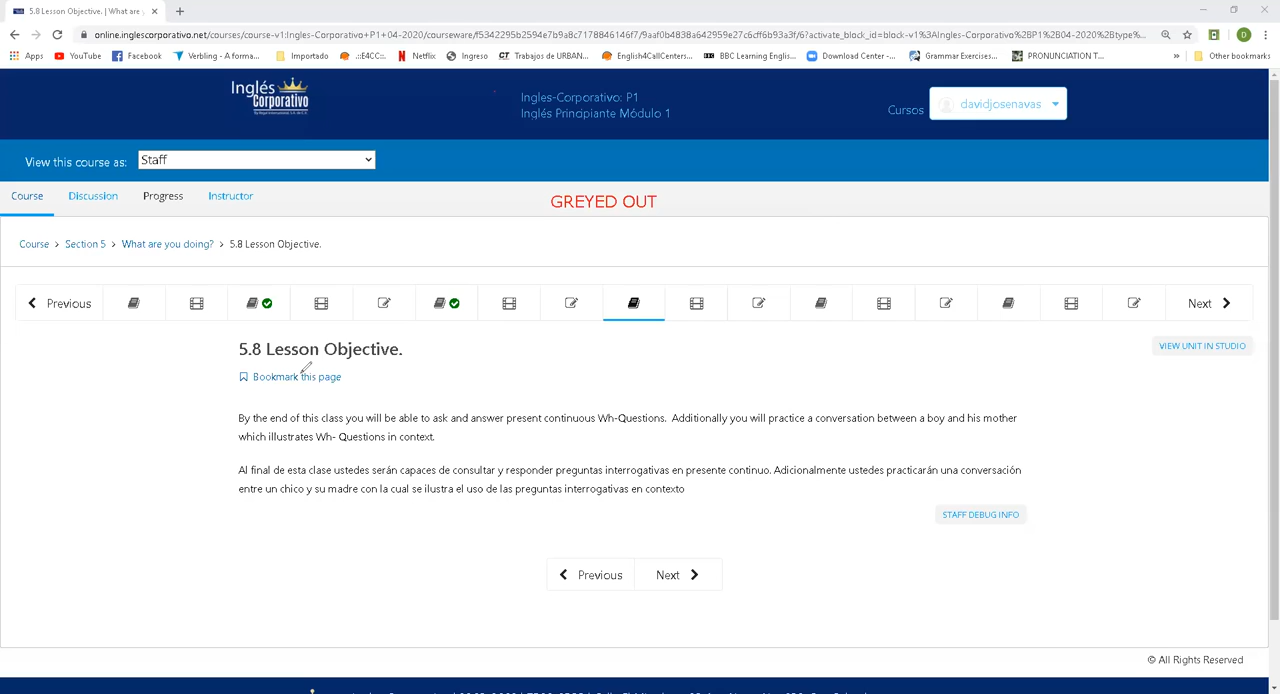 5.8 Lesson Objective. | What are
online.inglescorporativo.net/courses/course-v1:Ingles-Corporativo+P1+04-2020/courseware/f5342295b2594e7b9a8c7178846146f7/9aaf0b4838a642959e27c6cff6b93a3f/6?activate_block_id=block-v1%3AIngles-Corporativo%2BP1%2B04-2020%2Btype%...
D
Apps YouTube Facebook Verbling - A forma... Importado .::E4CC::. Netflix Ingreso CT Trabajos de URBAN... English4CallCenters... BBC Learning Englis... Download Center -... Grammar Exercises... PRONUNCIATION T... » Other bookmarks
Inglés
Corporativo
Ingles-Corporativo: P1
Inglés Principiante Módulo 1
Cursos davidjosenavas
View this course as: Staff
Course Discussion Progress Instructor
GREYED OUT
Course > Section 5 > What are you doing? > 5.8 Lesson Objective.
Previous Next
5.8 Lesson Objective.
VIEW UNIT IN STUDIO
Bookmark this page
By the end of this class you will be able to ask and answer present continuous Wh-Questions. Additionally you will practice a conversation between a boy and his mother
which illustrates Wh- Questions in context.
Al final de esta clase ustedes serán capaces de consultar y responder preguntas interrogativas en presente continuo. Adicionalmente ustedes practicarán una conversación
entre un chico y su madre con la cual se ilustra el uso de las preguntas interrogativas en contexto
STAFF DEBUG INFO
Previous Next
© All Rights Reserved